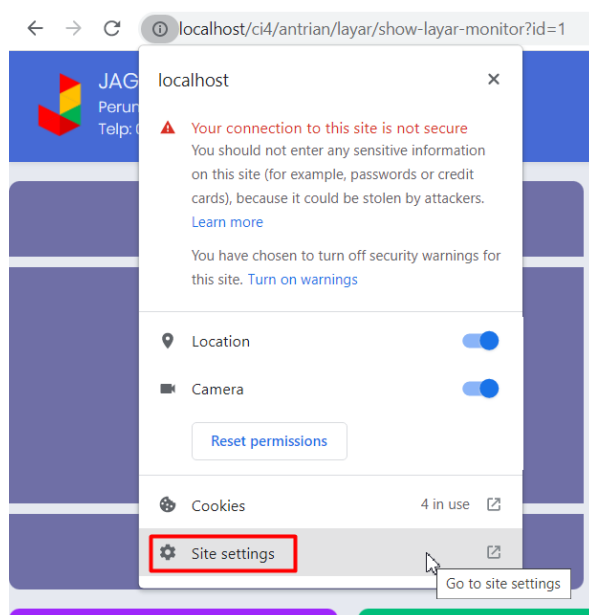 localhost/ci4/antrian/layar/show-layar-monitor?id=1
JAG
Perun
Telp: (
localhost
Your connection to this site is not secure
You should not enter any sensitive information
on this site (for example, passwords or credit
cards), because it could be stolen by attackers.
Learn more
You have chosen to turn off security warnings for
this site. Turn on warnings
Location
Camera
Reset permissions
Cookies 4 in use
Site settings
Go to site settings